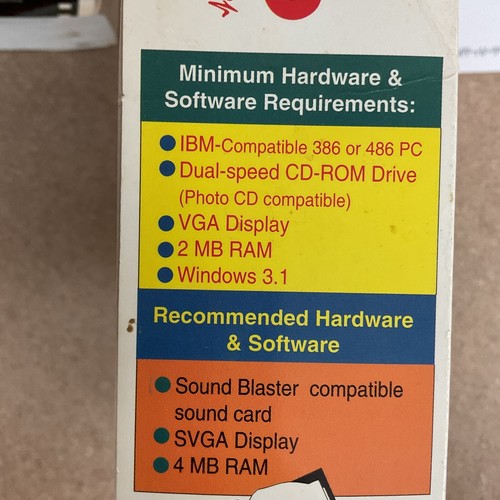 Minimum Hardware &
Software Requirements:
IBM-Compatible 386 or 486 PC
Dual-speed CD-ROM Drive
(Photo CD compatible)
VGA Display
2 MB RAM
Windows 3.1
Recommended Hardware
& Software
Sound Blaster compatible
sound card
SVGA Display
4 MB RAM